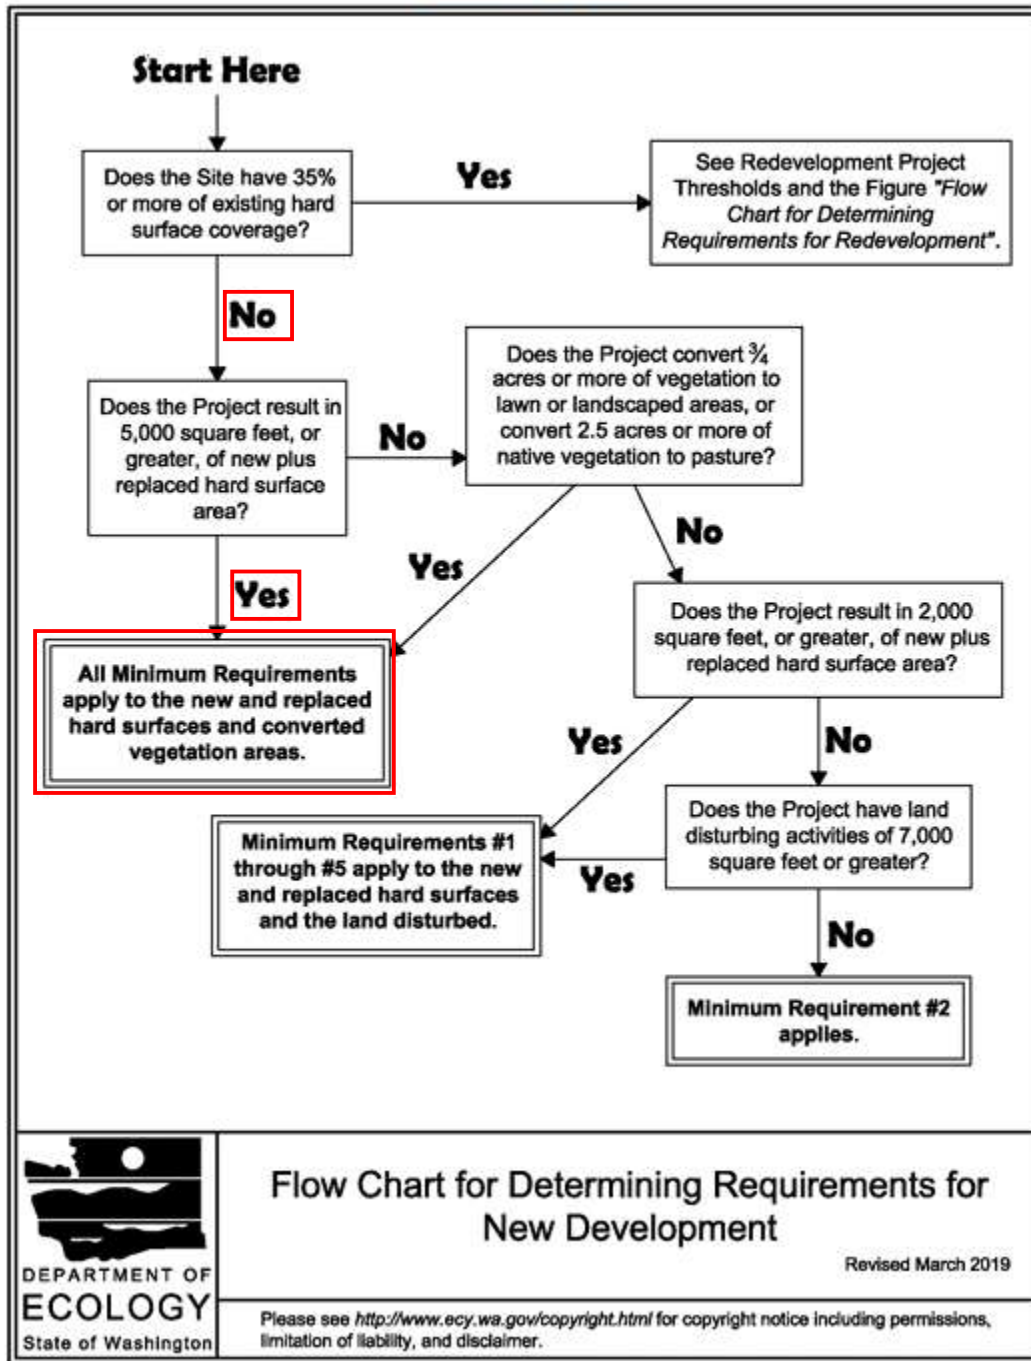 Start Here
Does the Site have 35%
or more of existing hard
surface coverage?
Yes
See Redevelopment Project
Thresholds and the Figure "Flow
Chart for Determining
Requirements for Redevelopment".
No
Does the Project result in
5,000 square feet, or
greater, of new plus
replaced hard surface
area?
No
Does the Project convert ¾
acres or more of vegetation to
lawn or landscaped areas, or
convert 2.5 acres or more of
native vegetation to pasture?
Yes
Yes
No
All Minimum Requirements
apply to the new and replaced
hard surfaces and converted
vegetation areas.
Does the Project result in 2,000
square feet, or greater, of new plus
replaced hard surface area?
Yes
No
Minimum Requirements #1
through #5 apply to the new
and replaced hard surfaces
and the land disturbed.
Yes
Does the Project have land
disturbing activities of 7,000
square feet or greater?
No
Minimum Requirement #2
applies.
DEPARTMENT OF
ECOLOGY
State of Washington
Flow Chart for Determining Requirements for
New Development
Revised March 2019
Please see http://www.ecy.wa.gov/copyright.html for copyright notice including permissions,
limitation of liability, and disclaimer.